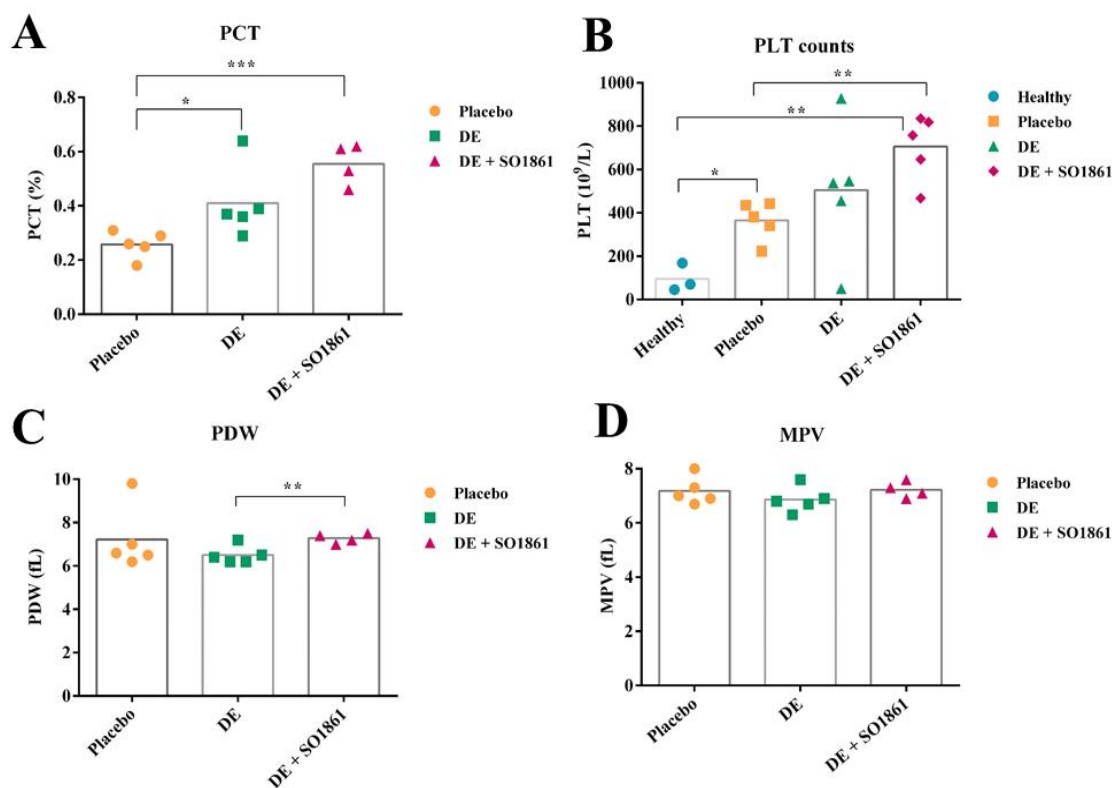 A
PCT
***
*
0.8
0.6
0.4
0.2
0.0
PCT (%)
Placebo
DE
DE + SO1861
Placebo
DE
DE + SO1861
B
PLT counts
**
**
*
1000
800
600
400
200
0
PLT (10⁹/L)
Healthy
Placebo
DE
DE + SO1861
Healthy
Placebo
DE
DE + SO1861
C
PDW
**
10
8
6
4
2
0
PDW (fL)
Placebo
DE
DE + SO1861
Placebo
DE
DE + SO1861
D
MPV
8
6
4
2
0
MPV (fL)
Placebo
DE
DE + SO1861
Placebo
DE
DE + SO1861